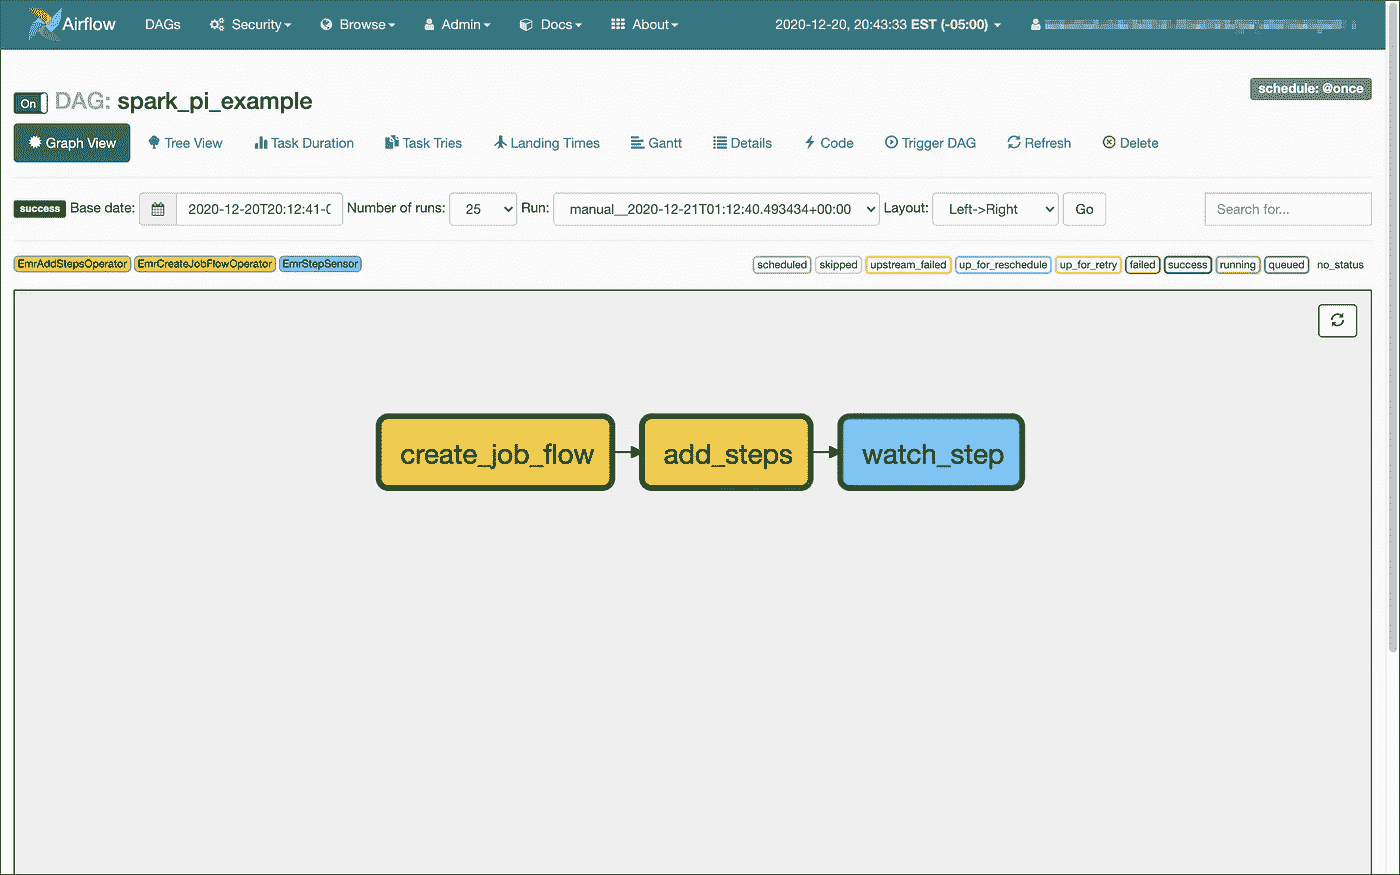 Airflow DAGs Security Browse Admin Docs About 2020-12-20, 20:43:33 EST (-05:00)
schedule: @once
On DAG: spark_pi_example
Graph View Tree View Task Duration Task Tries Landing Times Gantt Details Code Trigger DAG Refresh Delete
success Base date: 2020-12-20T20:12:41-0 Number of runs: 25 Run: manual__2020-12-21T01:12:40.493434+00:00 Layout: Left->Right Go Search for...
EmrAddStepsOperator EmrCreateJobFlowOperator EmrStepSensor scheduled skipped upstream_failed up_for_reschedule up_for_retry failed success running queued no_status
create_job_flow add_steps watch_step